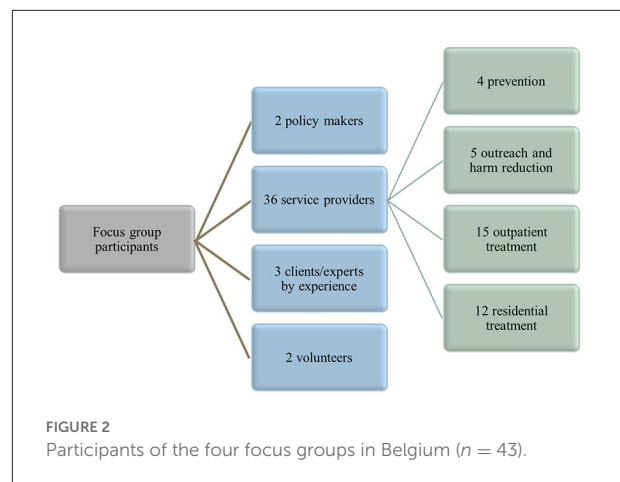 Focus group
participants
2 policy makers
36 service providers
3 clients/experts
by experience
2 volunteers
4 prevention
5 outreach and
harm reduction
15 outpatient
treatment
12 residential
treatment
FIGURE 2
Participants of the four focus groups in Belgium (n = 43).